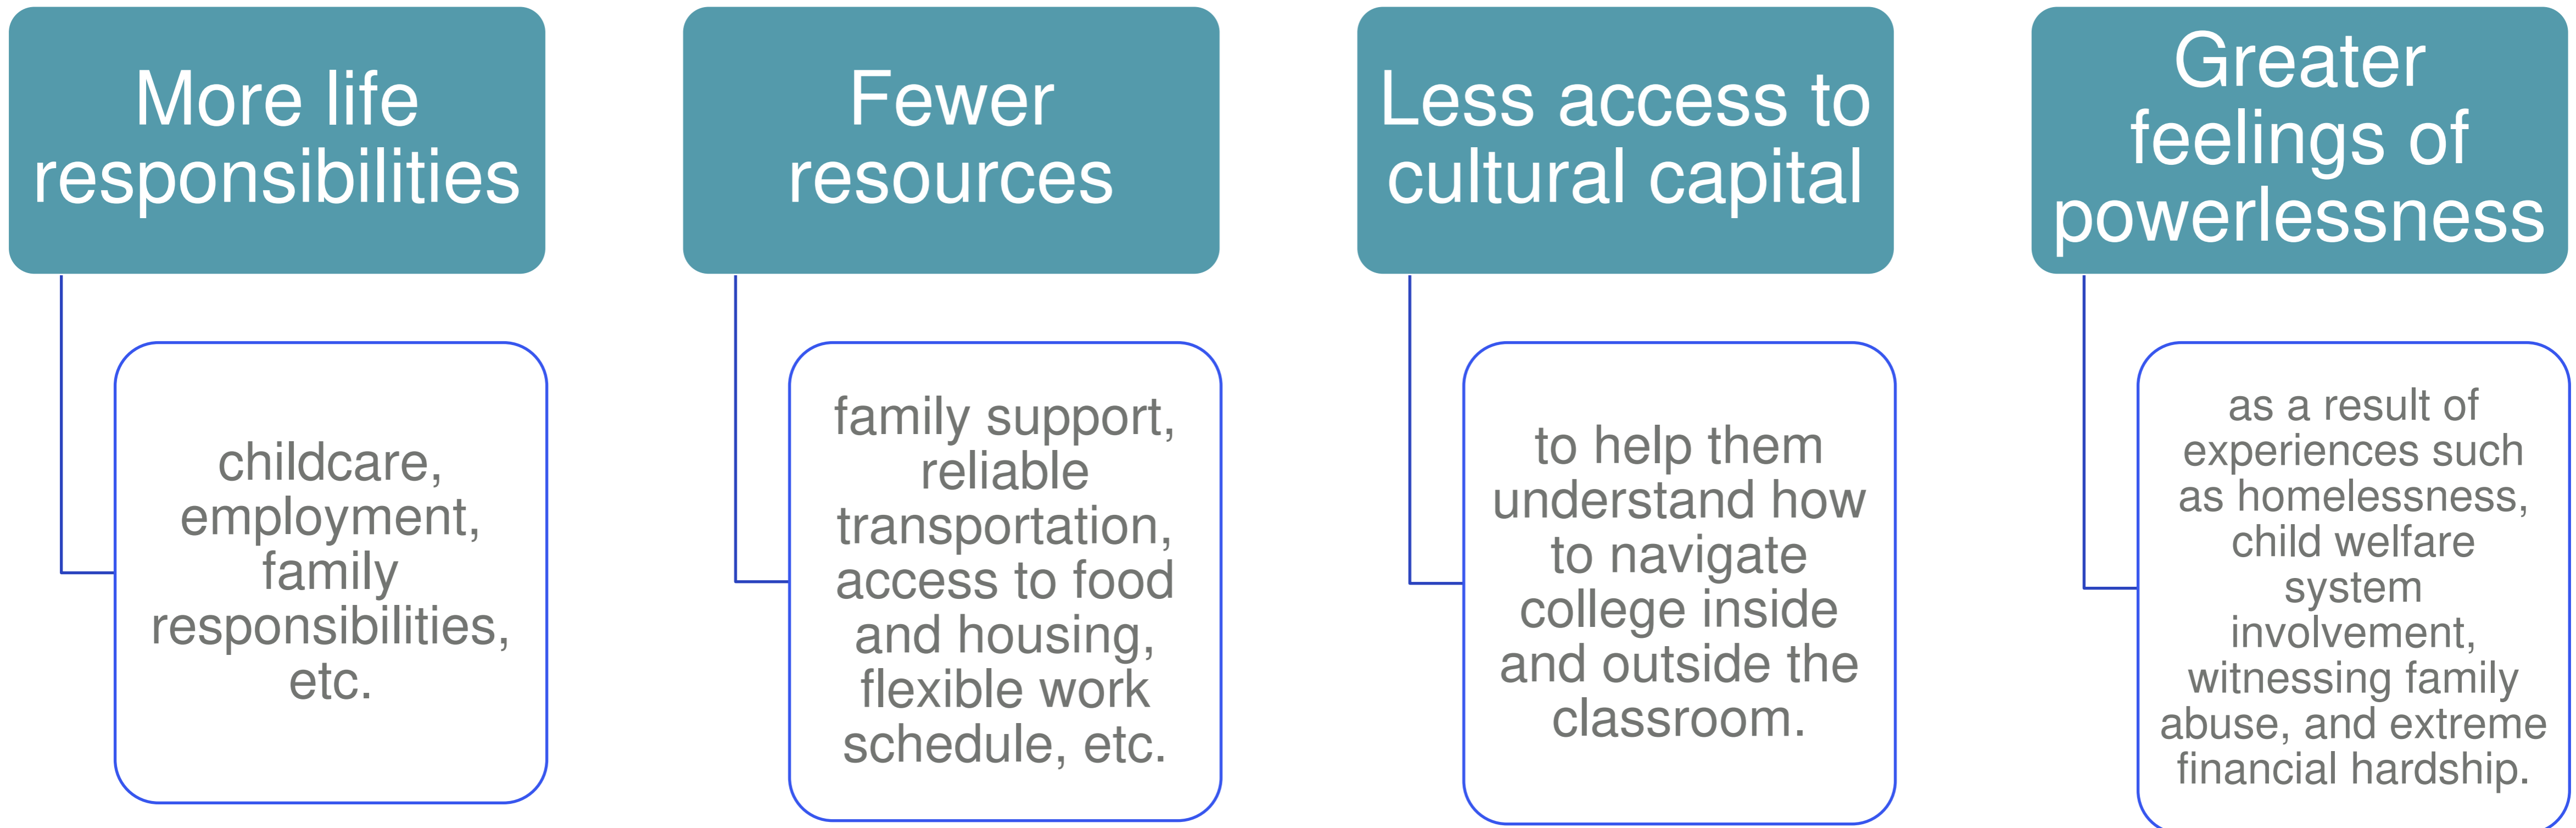 More life
responsibilities
childcare,
employment,
family
responsibilities,
etc.
Fewer
resources
family support,
reliable
transportation,
access to food
and housing,
flexible work
schedule, etc.
Less access to
cultural capital
to help them
understand how
to navigate
college inside
and outside the
classroom.
Greater
feelings of
powerlessness
as a result of
experiences such
as homelessness,
child welfare
system
involvement,
witnessing family
abuse, and extreme
financial hardship.